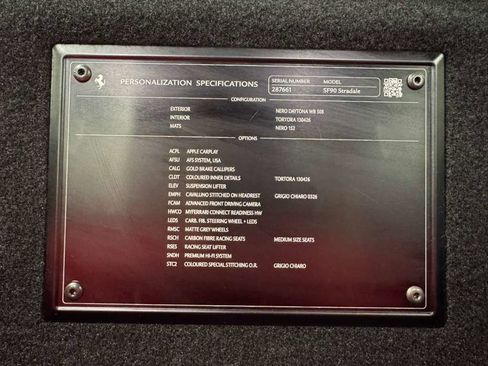 PERSONALIZATION SPECIFICATIONS
SERIAL NUMBER MODEL
287661 SF90 Stradale
CONFIGURATION
EXTERIOR NERO DAYTONA WB 508
INTERIOR TORTORA 130426
MATS NERO 152
OPTIONS
ACPL APPLE CARPLAY
AFSU AFS SYSTEM, USA
CALG GOLD BRAKE CALLIPERS
CLDT COLOURED INNER DETAILS TORTORA 130426
ELEV SUSPENSION LIFTER
EMPH CAVALLINO STITCHED ON HEADREST GRIGIO CHIARO 0326
FCAM ADVANCED FRONT DRIVING CAMERA
HWCO MYFERRARI CONNECT READINESS HW
LEDS CARB. FIB. STEERING WHEEL + LEDS
RMSC MATTE GREY WHEELS
RSCH CARBON FIBRE RACING SEATS MEDIUM SIZE SEATS
RSES RACING SEAT LIFTER
SNDH PREMIUM HI-FI SYSTEM
STC2 COLOURED SPECIAL STITCHING O.R. GRIGIO CHIARO